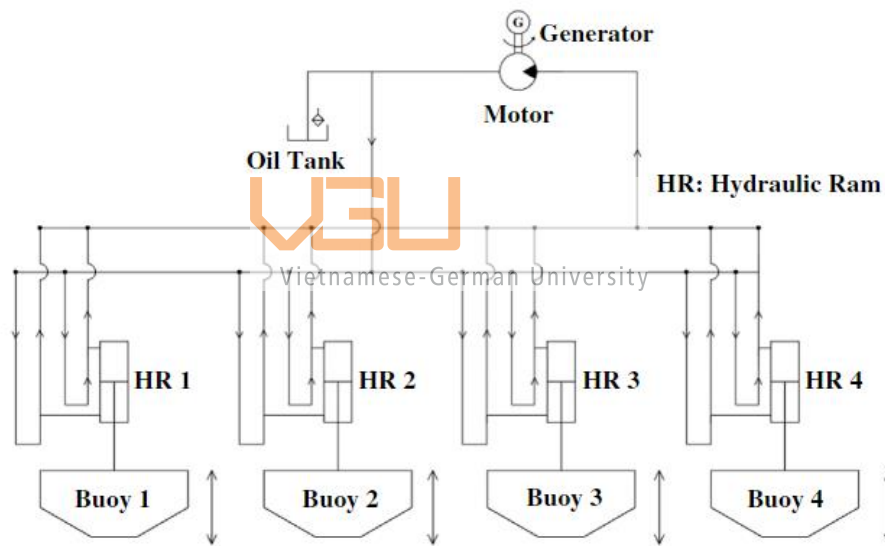 G
Generator
Motor
Oil Tank
HR: Hydraulic Ram
VGU
Vietnamese-German University
HR 1
HR 2
HR 3
HR 4
Buoy 1
Buoy 2
Buoy 3
Buoy 4